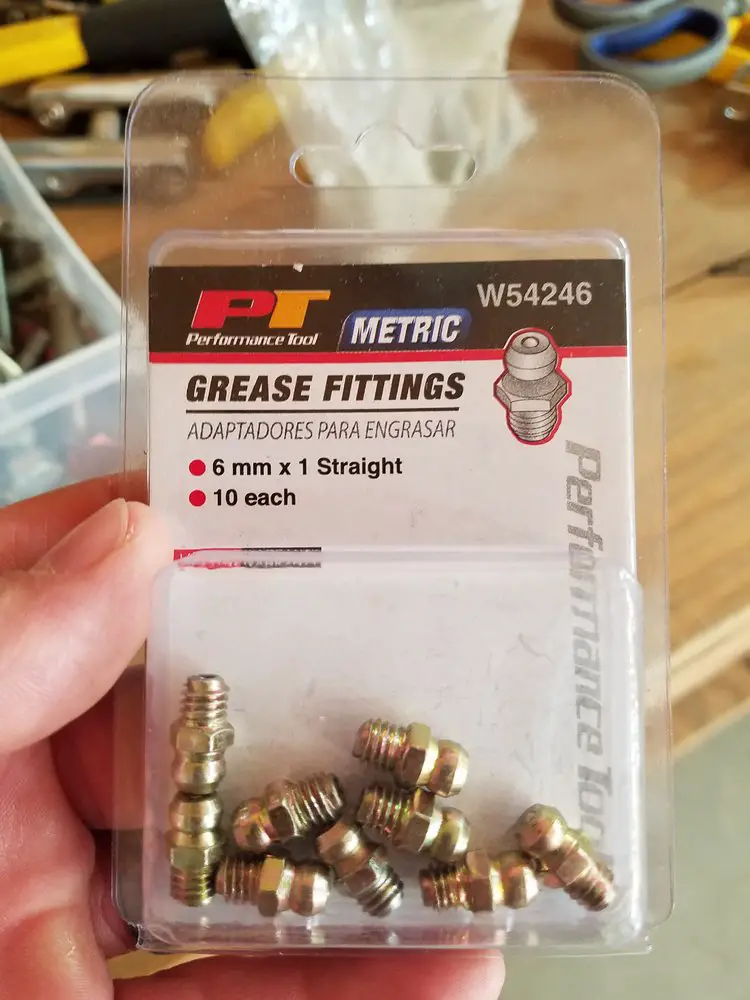 PT
Performance Tool
METRIC
W54246
GREASE FITTINGS
ADAPTADORES PARA ENGRASAR
6 mm x 1 Straight
10 each
Performance Tool